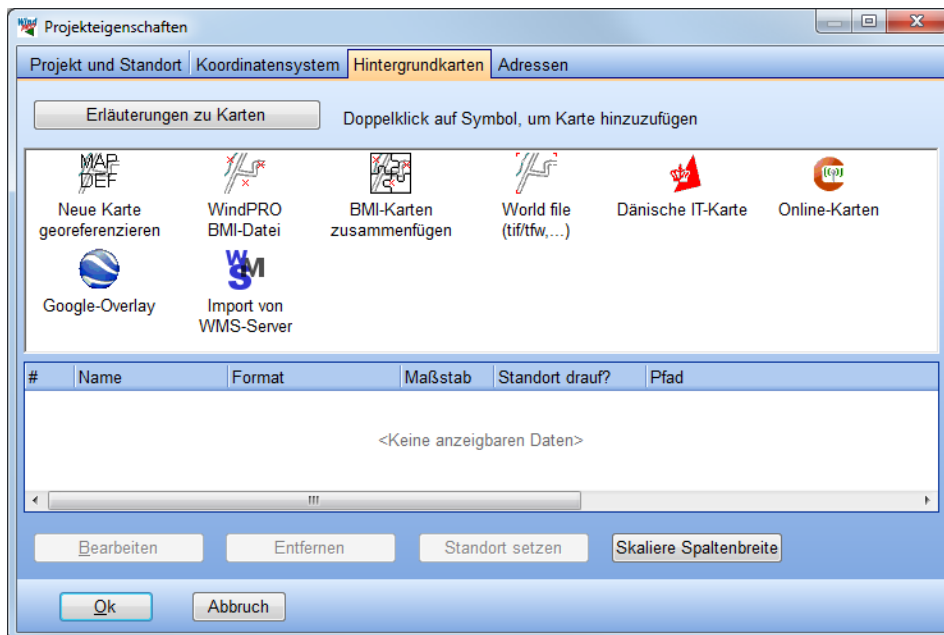 Wind
Projekteigenschaften
Projekt und Standort Koordinatensystem Hintergrundkarten Adressen
Erläuterungen zu Karten Doppelklick auf Symbol, um Karte hinzuzufügen
MAP
DEF
Neue Karte
georeferenzieren
WindPRO
BMI-Datei
BMI-Karten
zusammenfügen
World file
(tif/tfw,...)
Dänische IT-Karte
Online-Karten
Google-Overlay
WMS
Import von
WMS-Server
# Name Format Maßstab Standort drauf? Pfad
<Keine anzeigbaren Daten>
Bearbeiten Entfernen Standort setzen Skaliere Spaltenbreite
Ok Abbruch